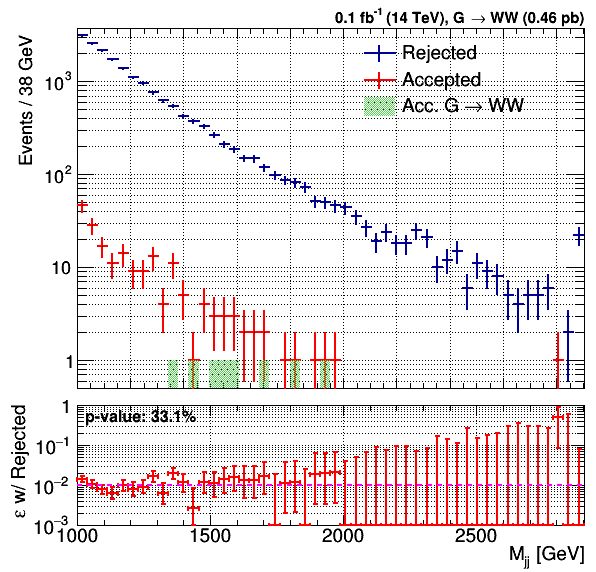 0.1 fb⁻¹ (14 TeV), G → WW (0.46 pb)
Events / 38 GeV
10³
10²
10
1
Rejected
Accepted
Acc. G → WW
ε w/ Rejected
p-value: 33.1%
1
10⁻¹
10⁻²
10⁻³
1000 1500 2000 2500
M_jj [GeV]